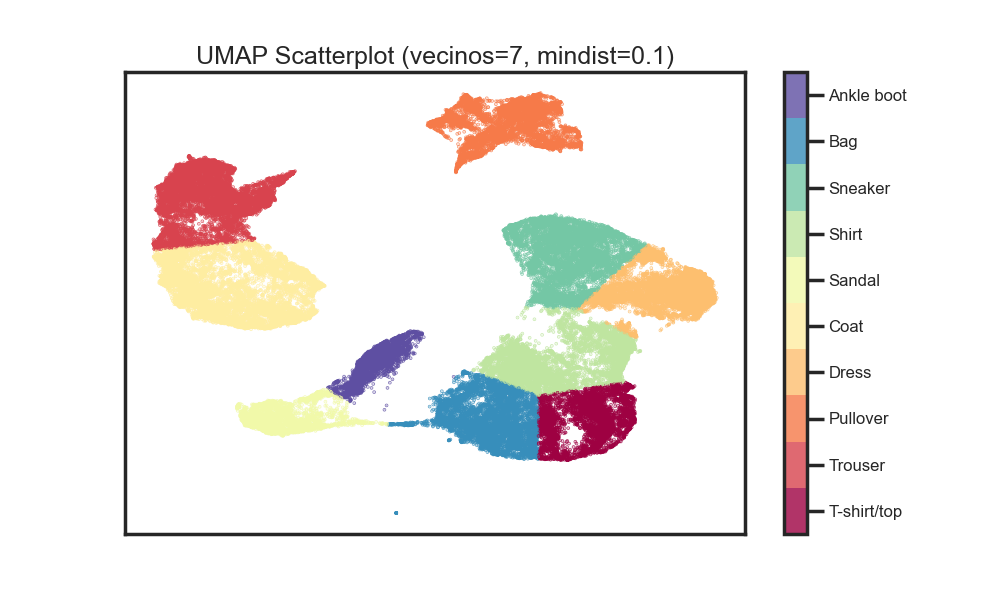 UMAP Scatterplot (vecinos=7, mindist=0.1)
Ankle boot
Bag
Sneaker
Shirt
Sandal
Coat
Dress
Pullover
Trouser
T-shirt/top